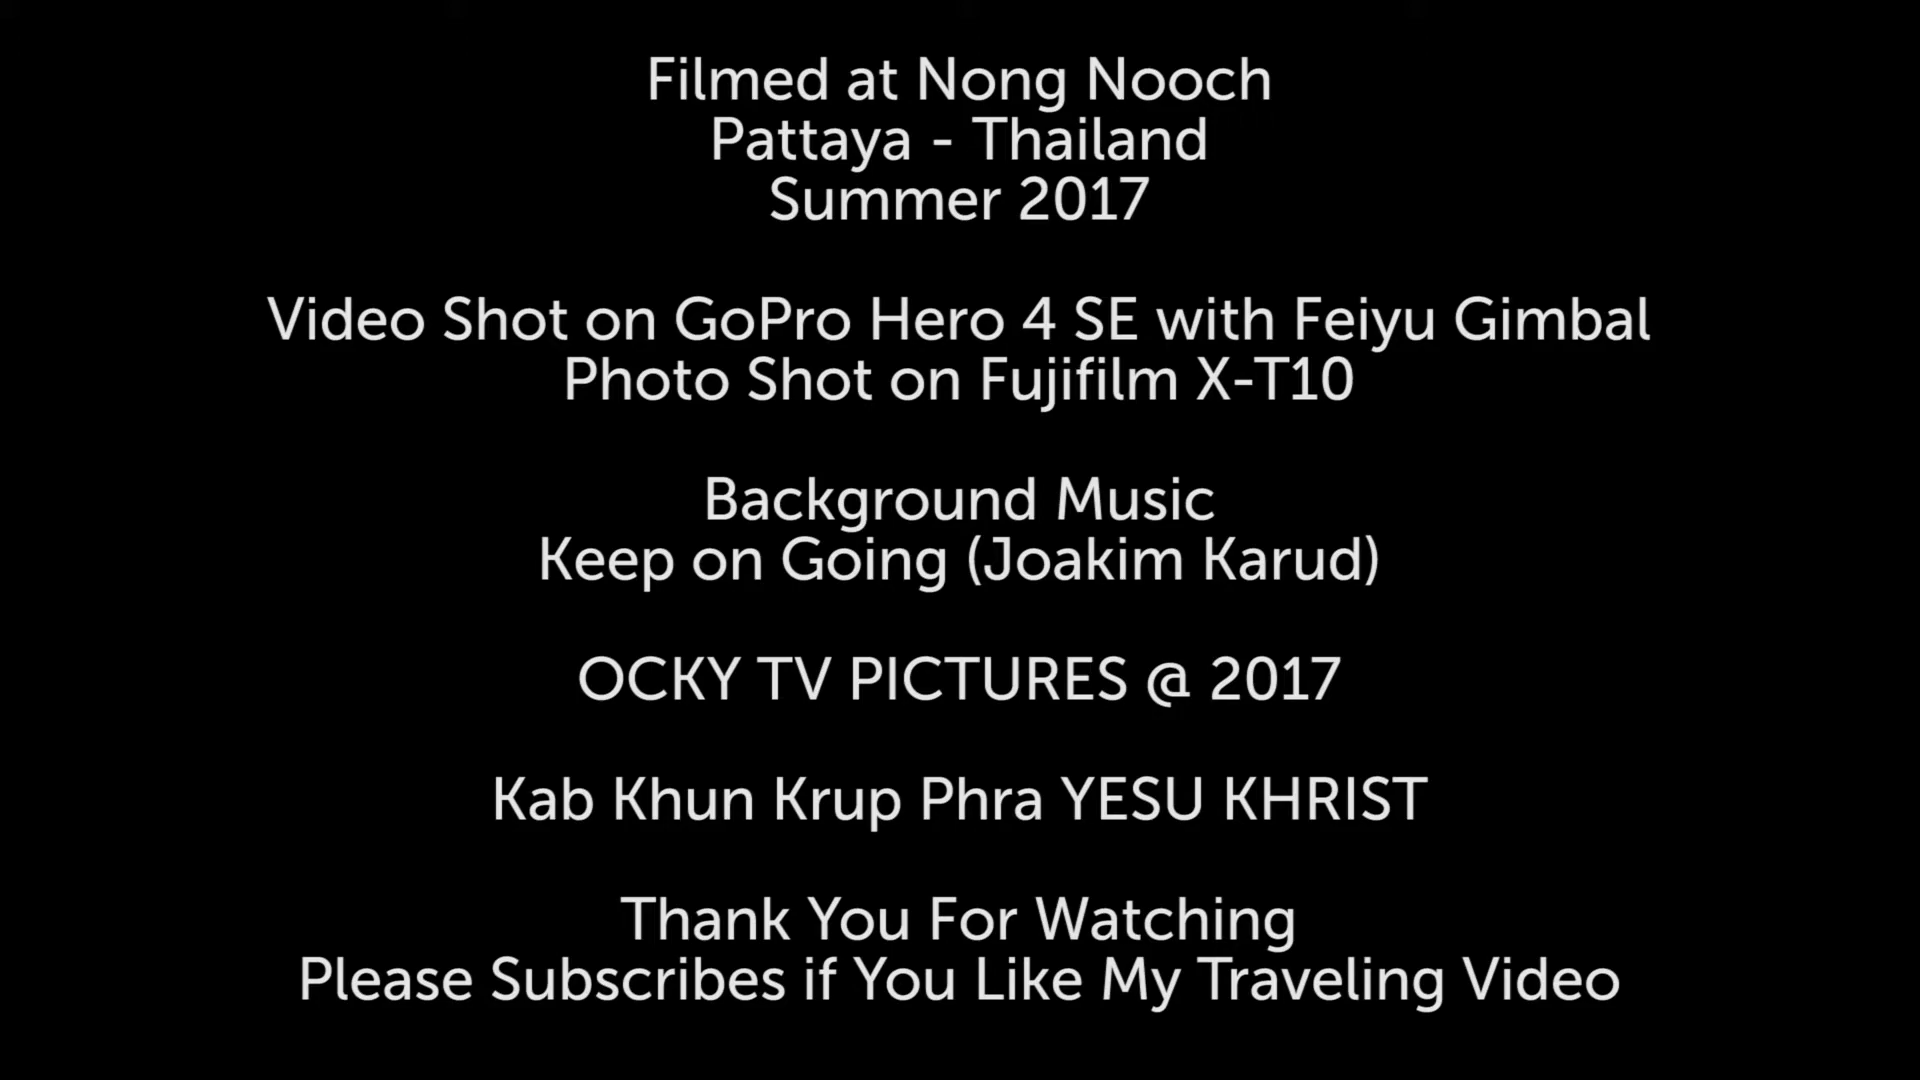 Filmed at Nong Nooch
Pattaya - Thailand
Summer 2017
Video Shot on GoPro Hero 4 SE with Feiyu Gimbal
Photo Shot on Fujifilm X-T10
Background Music
Keep on Going (Joakim Karud)
OCKY TV PICTURES @ 2017
Kab Khun Krup Phra YESU KHRIST
Thank You For Watching
Please Subscribes if You Like My Traveling Video